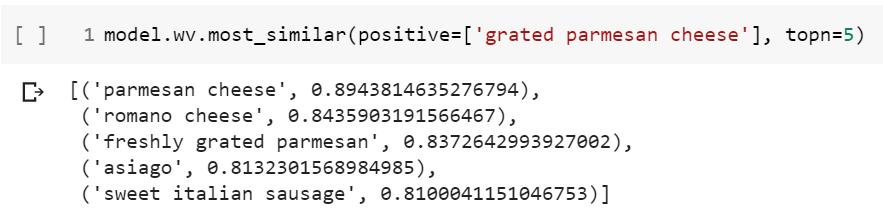 [ ] 1 model.wv.most_similar(positive=['grated parmesan cheese'], topn=5)
[('parmesan cheese', 0.8943814635276794),
('romano cheese', 0.8435903191566467),
('freshly grated parmesan', 0.8372642993927002),
('asiago', 0.8132301568984985),
('sweet italian sausage', 0.8100041151046753)]